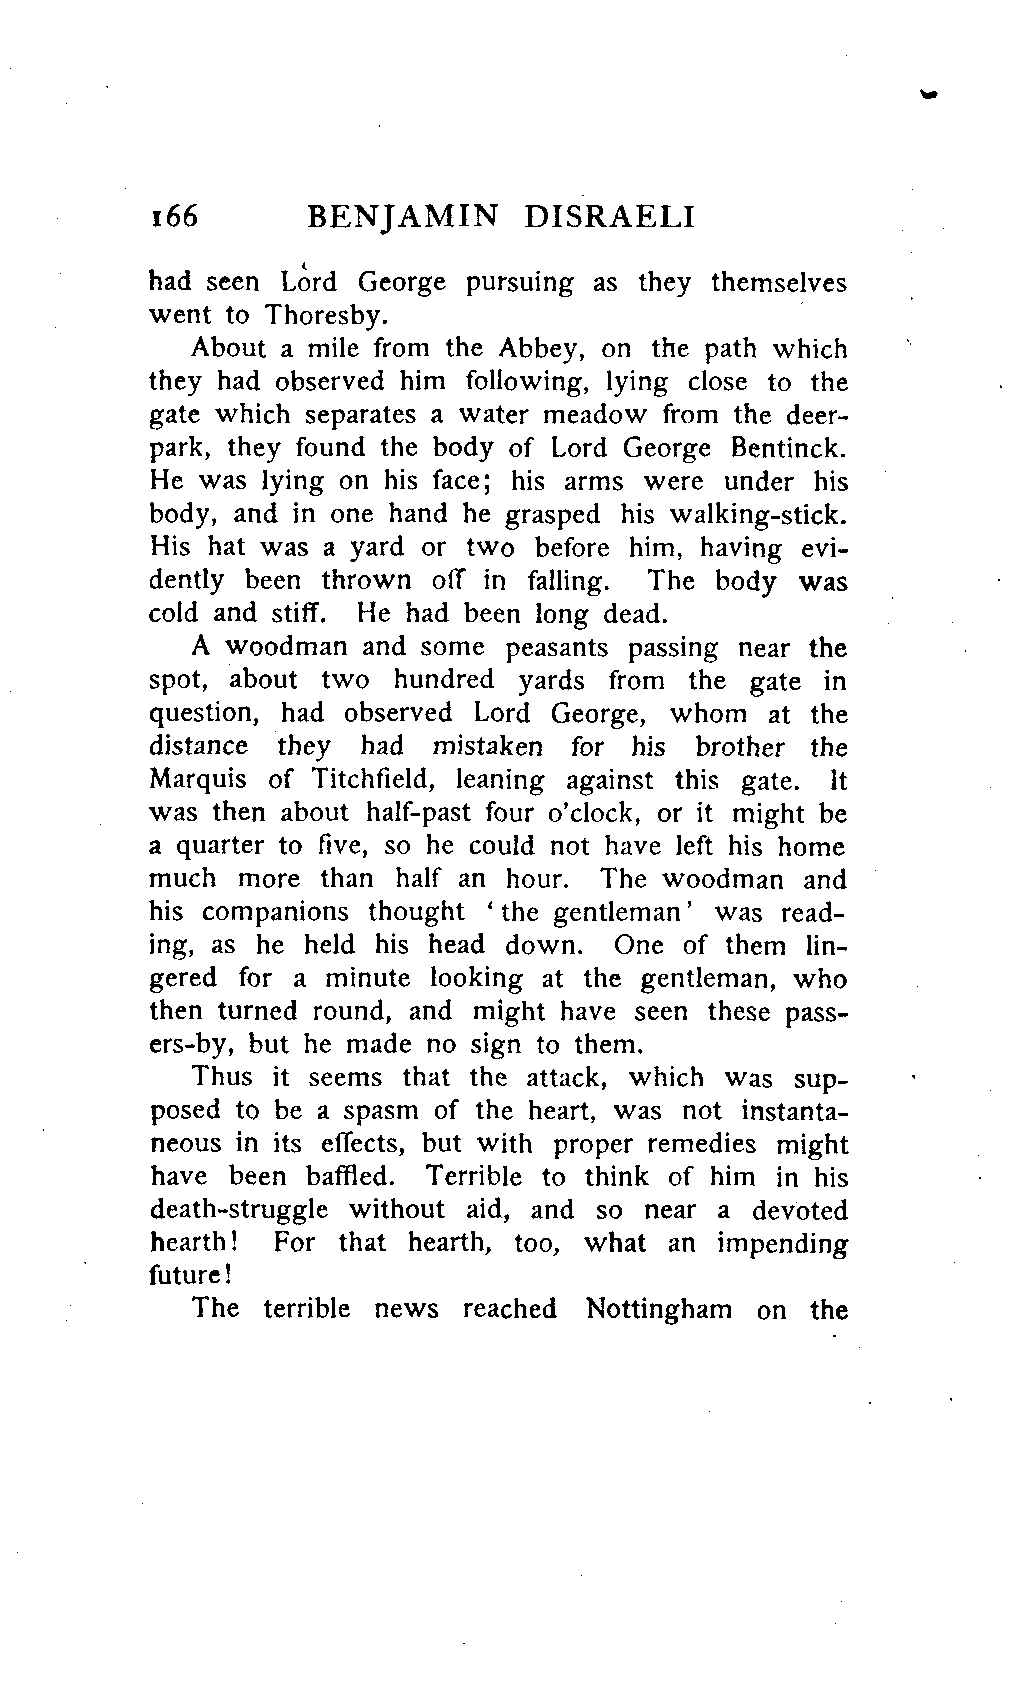 166 BENJAMIN DISRAELI
had seen Lord George pursuing as they themselves
went to Thoresby.
About a mile from the Abbey, on the path which
they had observed him following, lying close to the
gate which separates a water meadow from the deer-
park, they found the body of Lord George Bentinck.
He was lying on his face; his arms were under his
body, and in one hand he grasped his walking-stick.
His hat was a yard or two before him, having evi-
dently been thrown off in falling. The body was
cold and stiff. He had been long dead.
A woodman and some peasants passing near the
spot, about two hundred yards from the gate in
question, had observed Lord George, whom at the
distance they had mistaken for his brother the
Marquis of Titchfield, leaning against this gate. It
was then about half-past four o'clock, or it might be
a quarter to five, so he could not have left his home
much more than half an hour. The woodman and
his companions thought ‘the gentleman’ was read-
ing, as he held his head down. One of them lin-
gered for a minute looking at the gentleman, who
then turned round, and might have seen these pass-
ers-by, but he made no sign to them.
Thus it seems that the attack, which was sup-
posed to be a spasm of the heart, was not instanta-
neous in its effects, but with proper remedies might
have been baffled. Terrible to think of him in his
death-struggle without aid, and so near a devoted
hearth! For that hearth, too, what an impending
future!
The terrible news reached Nottingham on the